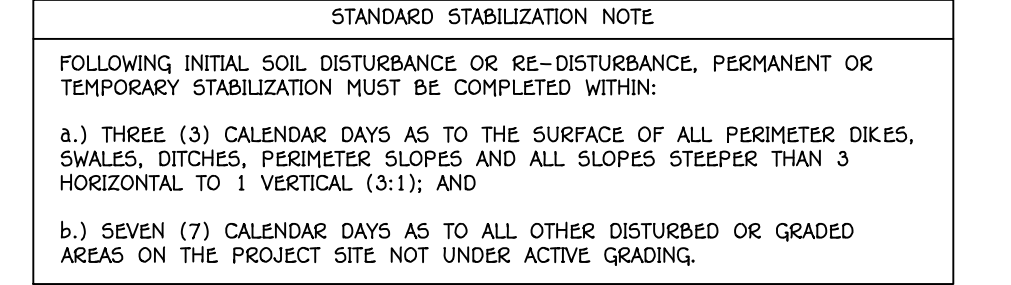 STANDARD STABILIZATION NOTE
FOLLOWING INITIAL SOIL DISTURBANCE OR RE-DISTURBANCE, PERMANENT OR
TEMPORARY STABILIZATION MUST BE COMPLETED WITHIN:
a.) THREE (3) CALENDAR DAYS AS TO THE SURFACE OF ALL PERIMETER DIKES,
SWALES, DITCHES, PERIMETER SLOPES AND ALL SLOPES STEEPER THAN 3
HORIZONTAL TO 1 VERTICAL (3:1); AND
b.) SEVEN (7) CALENDAR DAYS AS TO ALL OTHER DISTURBED OR GRADED
AREAS ON THE PROJECT SITE NOT UNDER ACTIVE GRADING.